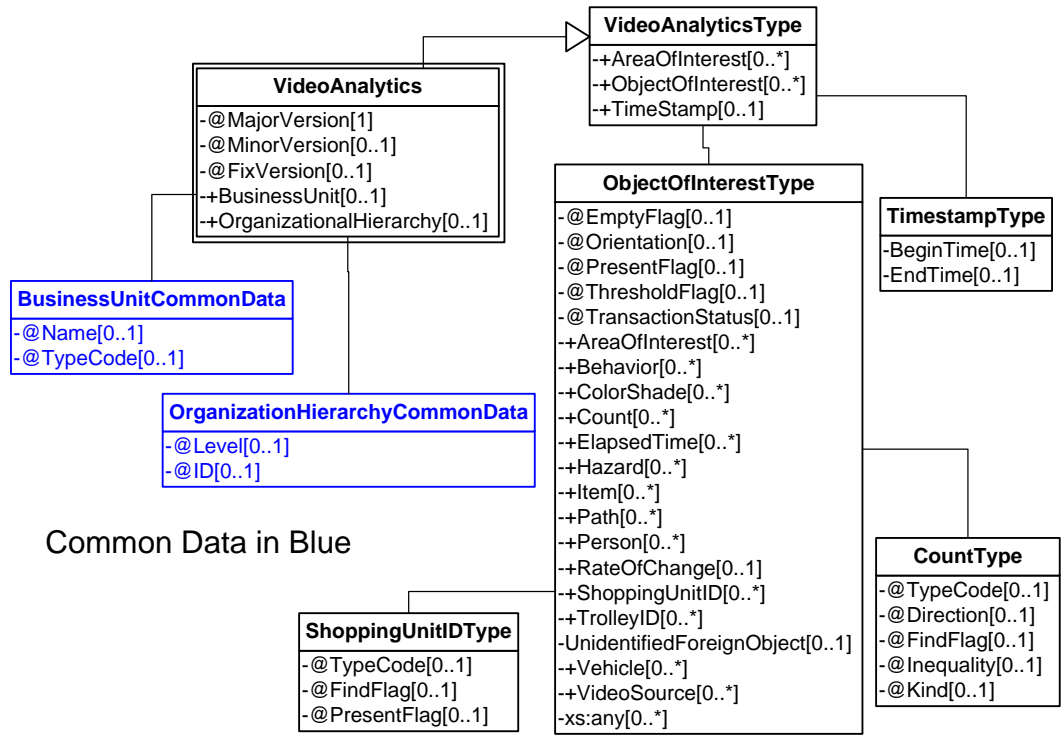 VideoAnalyticsType
-+AreaOfInterest[0..*]
-+ObjectOfInterest[0..*]
-+TimeStamp[0..1]
VideoAnalytics
-@MajorVersion[1]
-@MinorVersion[0..1]
-@FixVersion[0..1]
-+BusinessUnit[0..1]
-+OrganizationalHierarchy[0..1]
ObjectOfInterestType
-@EmptyFlag[0..1]
-@Orientation[0..1]
-@PresentFlag[0..1]
-@ThresholdFlag[0..1]
-@TransactionStatus[0..1]
-+AreaOfInterest[0..*]
-+Behavior[0..*]
-+ColorShade[0..*]
-+Count[0..*]
-+ElapsedTime[0..*]
-+Hazard[0..*]
-+Item[0..*]
-+Path[0..*]
-+Person[0..*]
-+RateOfChange[0..1]
-+ShoppingUnitID[0..*]
-+TrolleyID[0..*]
-UnidentifiedForeignObject[0..1]
-+Vehicle[0..*]
-+VideoSource[0..*]
-xs:any[0..*]
TimestampType
-BeginTime[0..1]
-EndTime[0..1]
BusinessUnitCommonData
-@Name[0..1]
-@TypeCode[0..1]
OrganizationHierarchyCommonData
-@Level[0..1]
-@ID[0..1]
Common Data in Blue
ShoppingUnitIDType
-@TypeCode[0..1]
-@FindFlag[0..1]
-@PresentFlag[0..1]
CountType
-@TypeCode[0..1]
-@Direction[0..1]
-@FindFlag[0..1]
-@Inequality[0..1]
-@Kind[0..1]